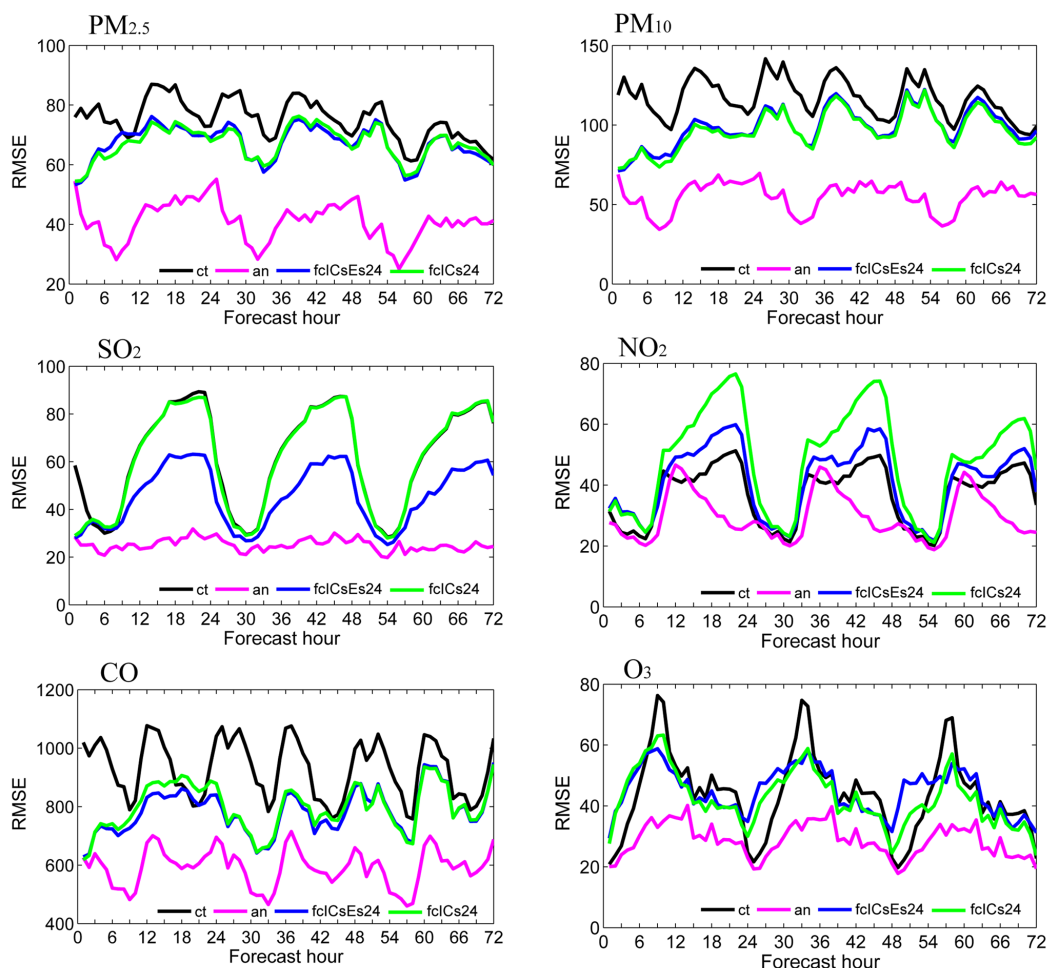 PM2.5
100
80
60
40
20
RMSE
0 6 12 18 24 30 36 42 48 54 60 66 72
Forecast hour
ct an fcICsEs24 fcICs24
PM10
150
100
50
0
RMSE
0 6 12 18 24 30 36 42 48 54 60 66 72
Forecast hour
ct an fcICsEs24 fcICs24
SO2
100
80
60
40
20
0
RMSE
0 6 12 18 24 30 36 42 48 54 60 66 72
Forecast hour
ct an fcICsEs24 fcICs24
NO2
80
60
40
20
0
RMSE
0 6 12 18 24 30 36 42 48 54 60 66 72
Forecast hour
ct an fcICsEs24 fcICs24
CO
1200
1000
800
600
400
RMSE
0 6 12 18 24 30 36 42 48 54 60 66 72
Forecast hour
ct an fcICsEs24 fcICs24
O3
80
60
40
20
0
RMSE
0 6 12 18 24 30 36 42 48 54 60 66 72
Forecast hour
ct an fcICsEs24 fcICs24